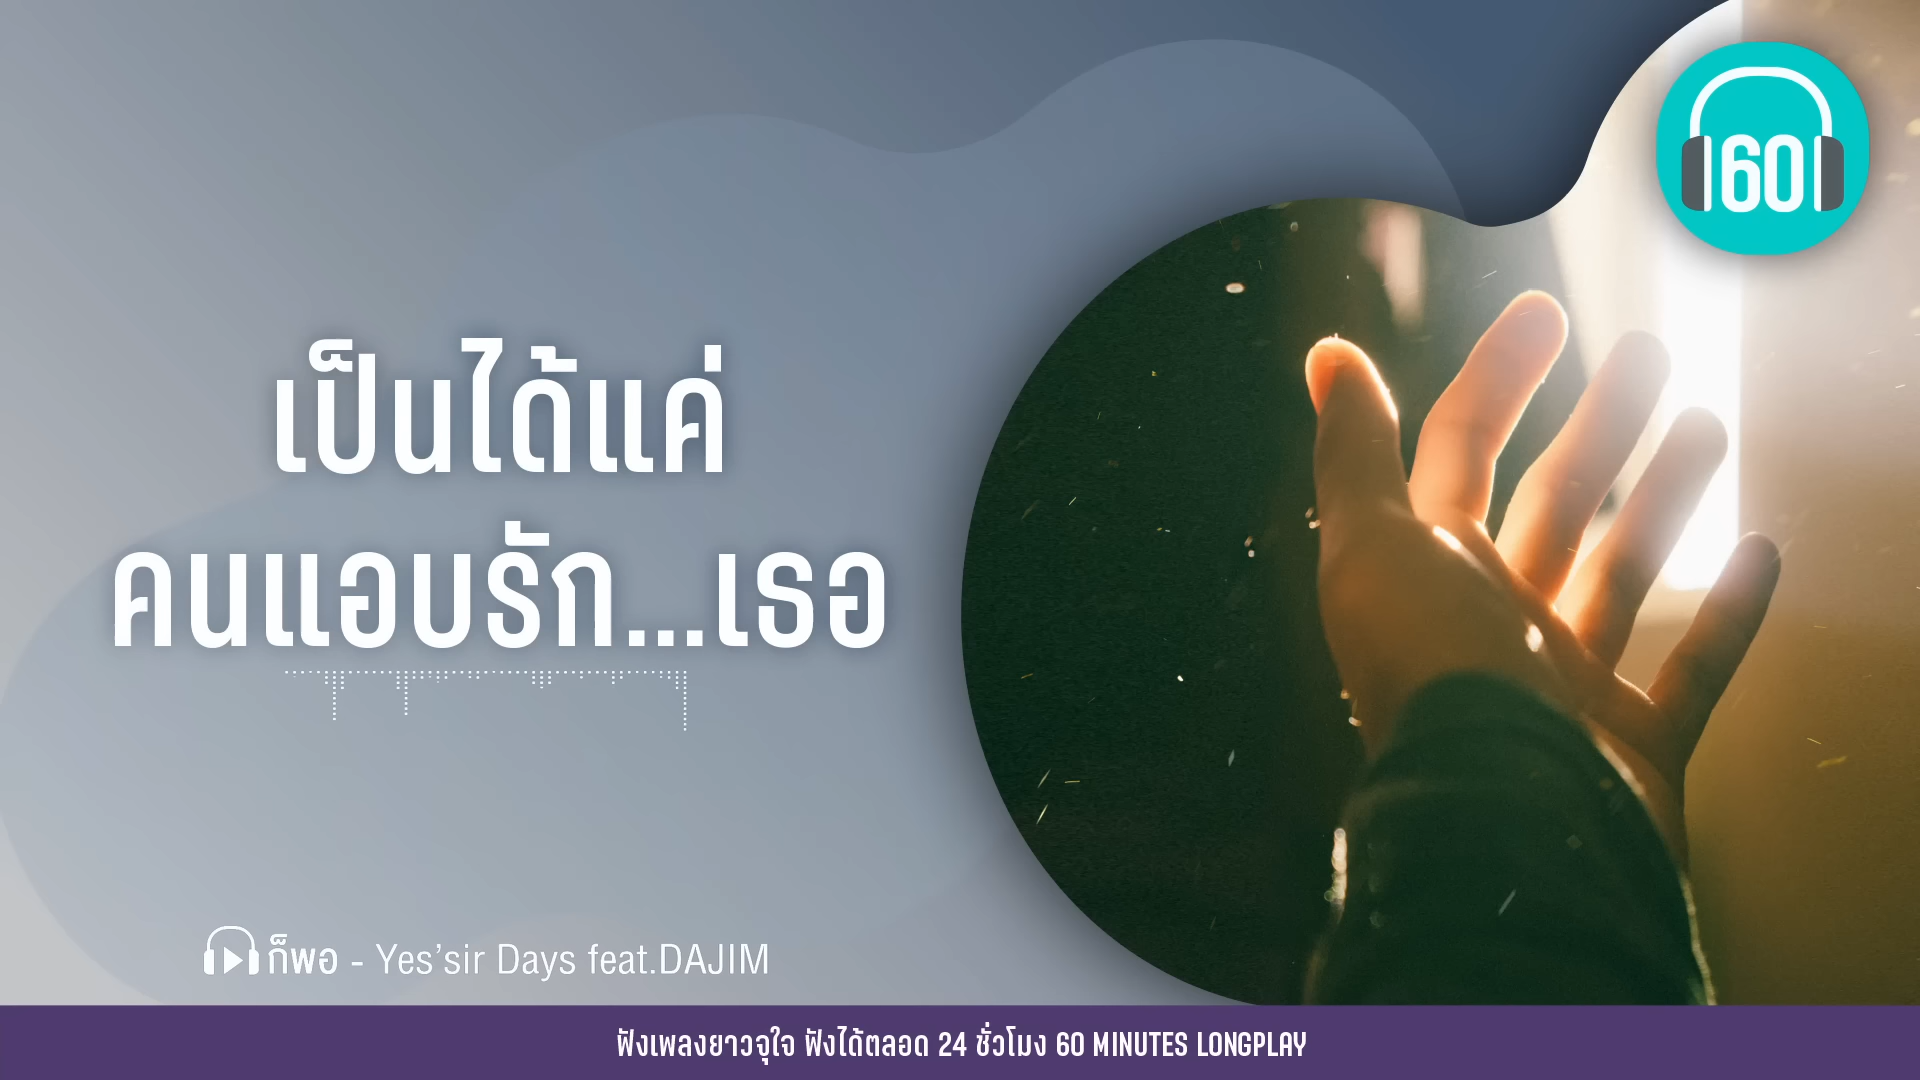 60
เป็นได้แค่
คนแอบรัก...เธอ
ก็พอ - Yes’sir Days feat.DAJIM
ฟังเพลงยาวจุใจ ฟังได้ตลอด 24 ชั่วโมง 60 MINUTES LONGPLAY